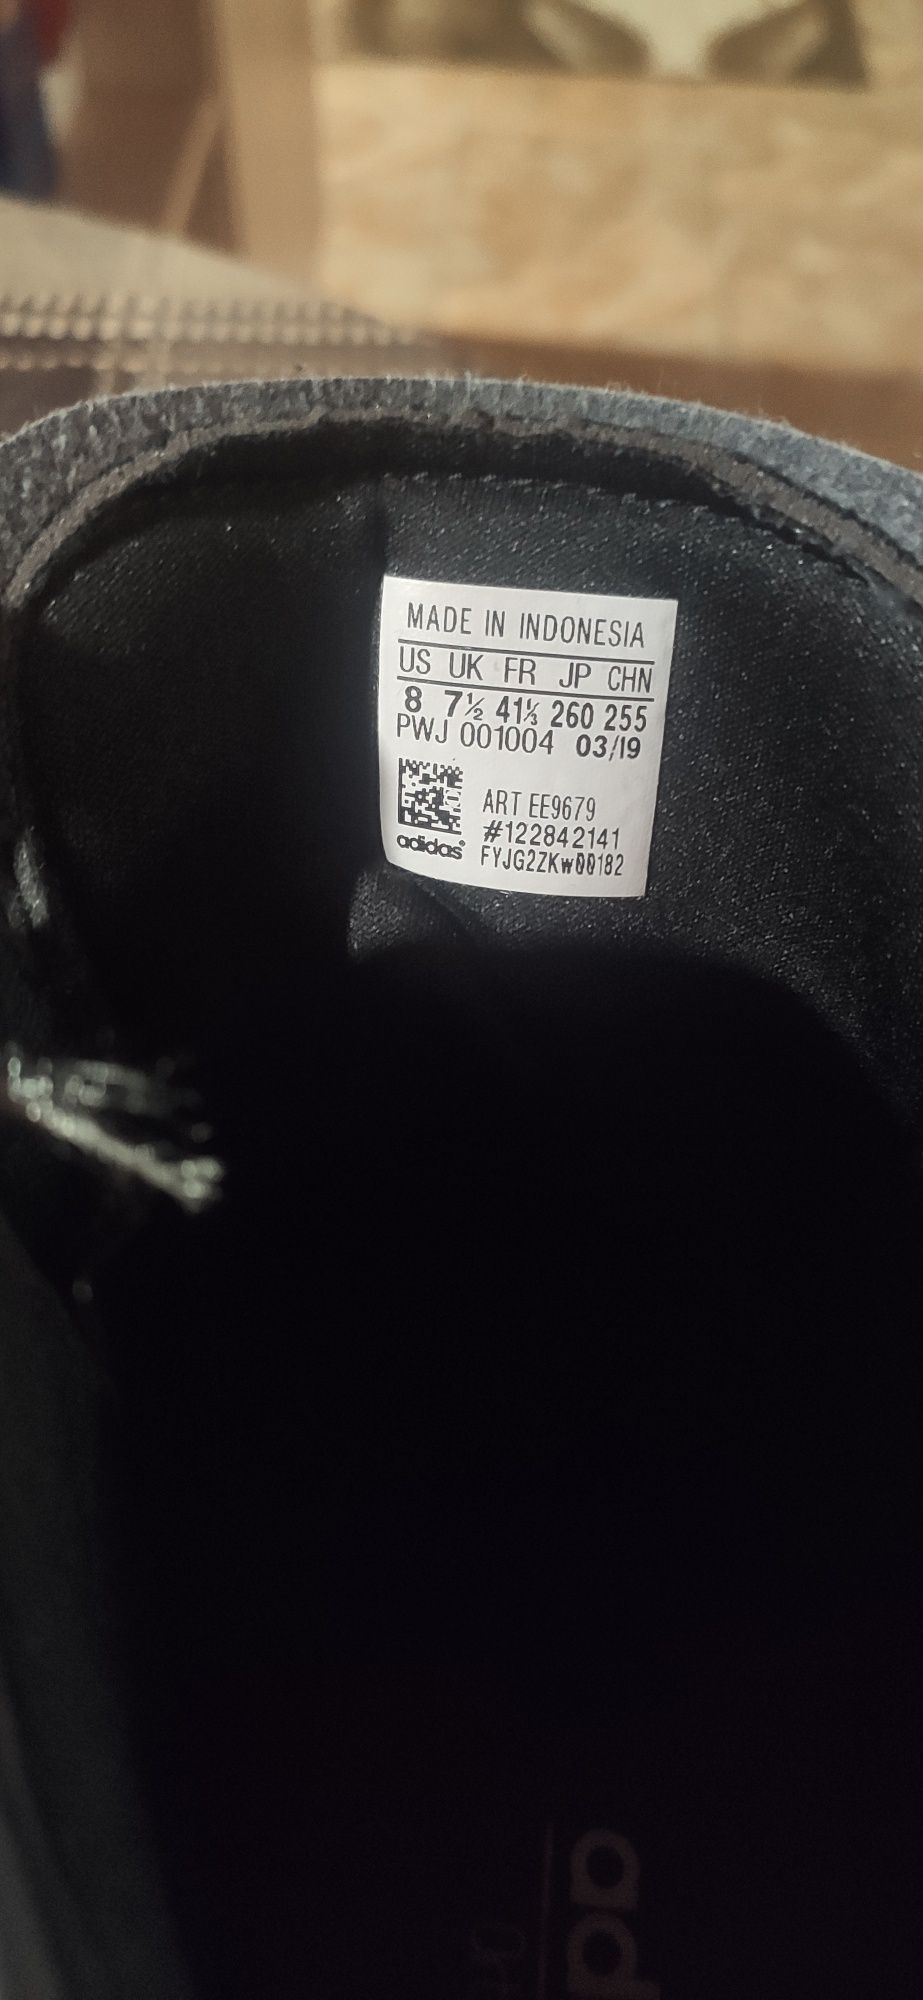 MADE IN INDONESIA
US UK FR JP CHN
8 7½ 41⅓ 260 255
PWJ 001004 03/19
ART EE9679
#122842141
adidas FYJG2ZKW00182
ad